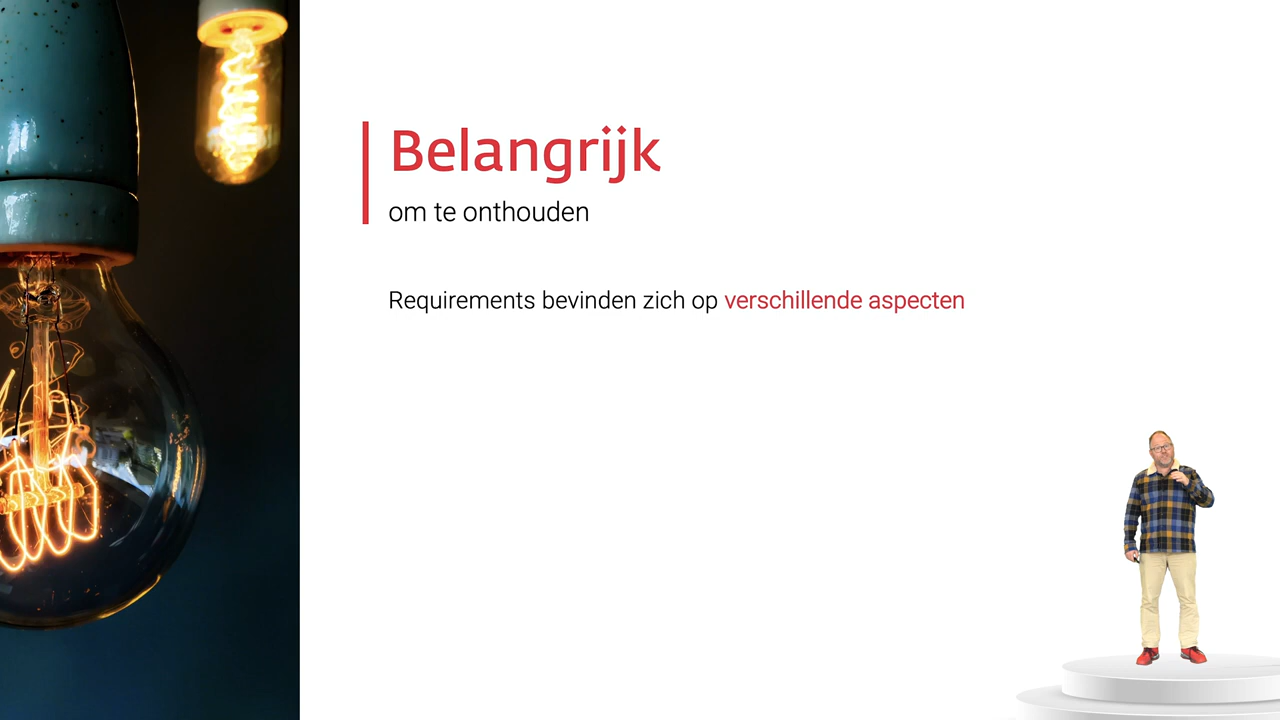 Belangrijk
om te onthouden
Requirements bevinden zich op verschillende aspecten